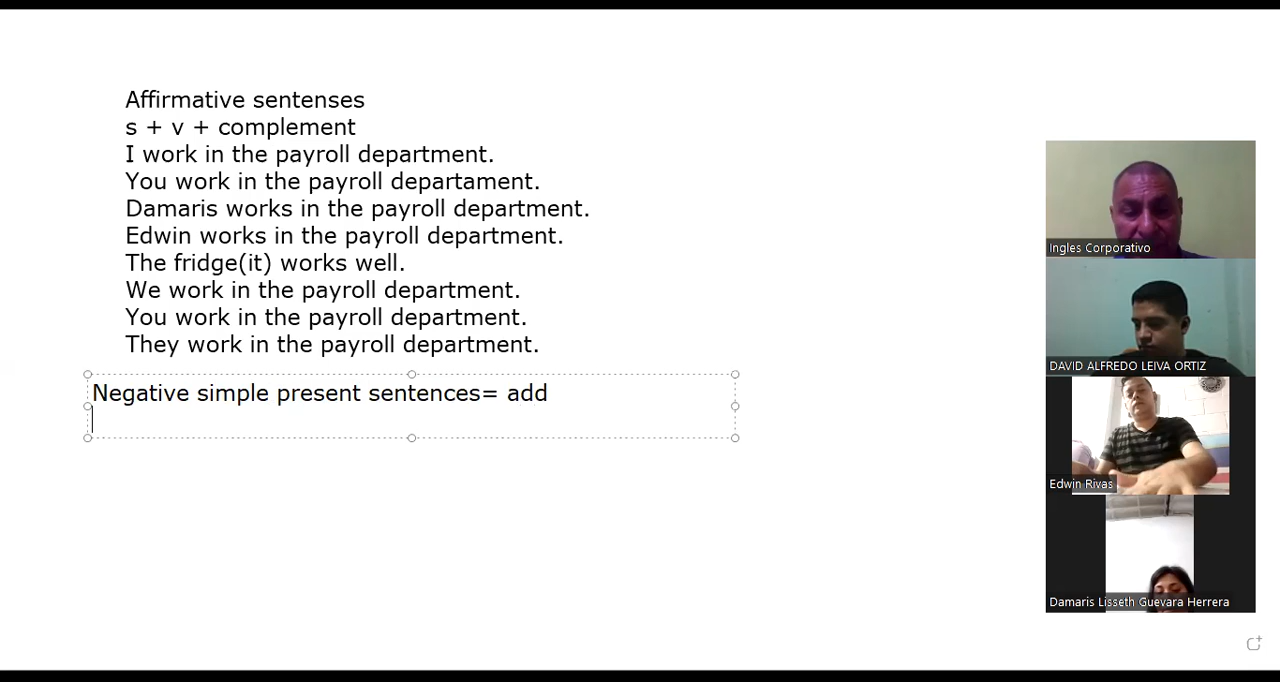 Affirmative sentenses
s + v + complement
I work in the payroll department.
You work in the payroll departament.
Damaris works in the payroll department.
Edwin works in the payroll department.
The fridge(it) works well.
We work in the payroll department.
You work in the payroll department.
They work in the payroll department.
Negative simple present sentences= add
Ingles Corporativo
DAVID ALFREDO LEIVA ORTIZ
Edwin Rivas
Damaris Lisseth Guevara Herrera